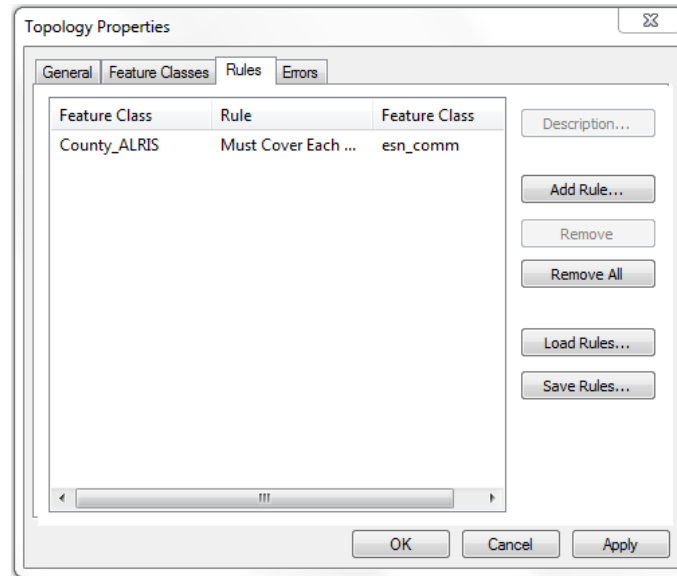 Topology Properties
General Feature Classes Rules Errors
Feature Class Rule Feature Class
County_ALRIS Must Cover Each ... esn_comm
Description...
Add Rule...
Remove
Remove All
Load Rules...
Save Rules...
OK Cancel Apply